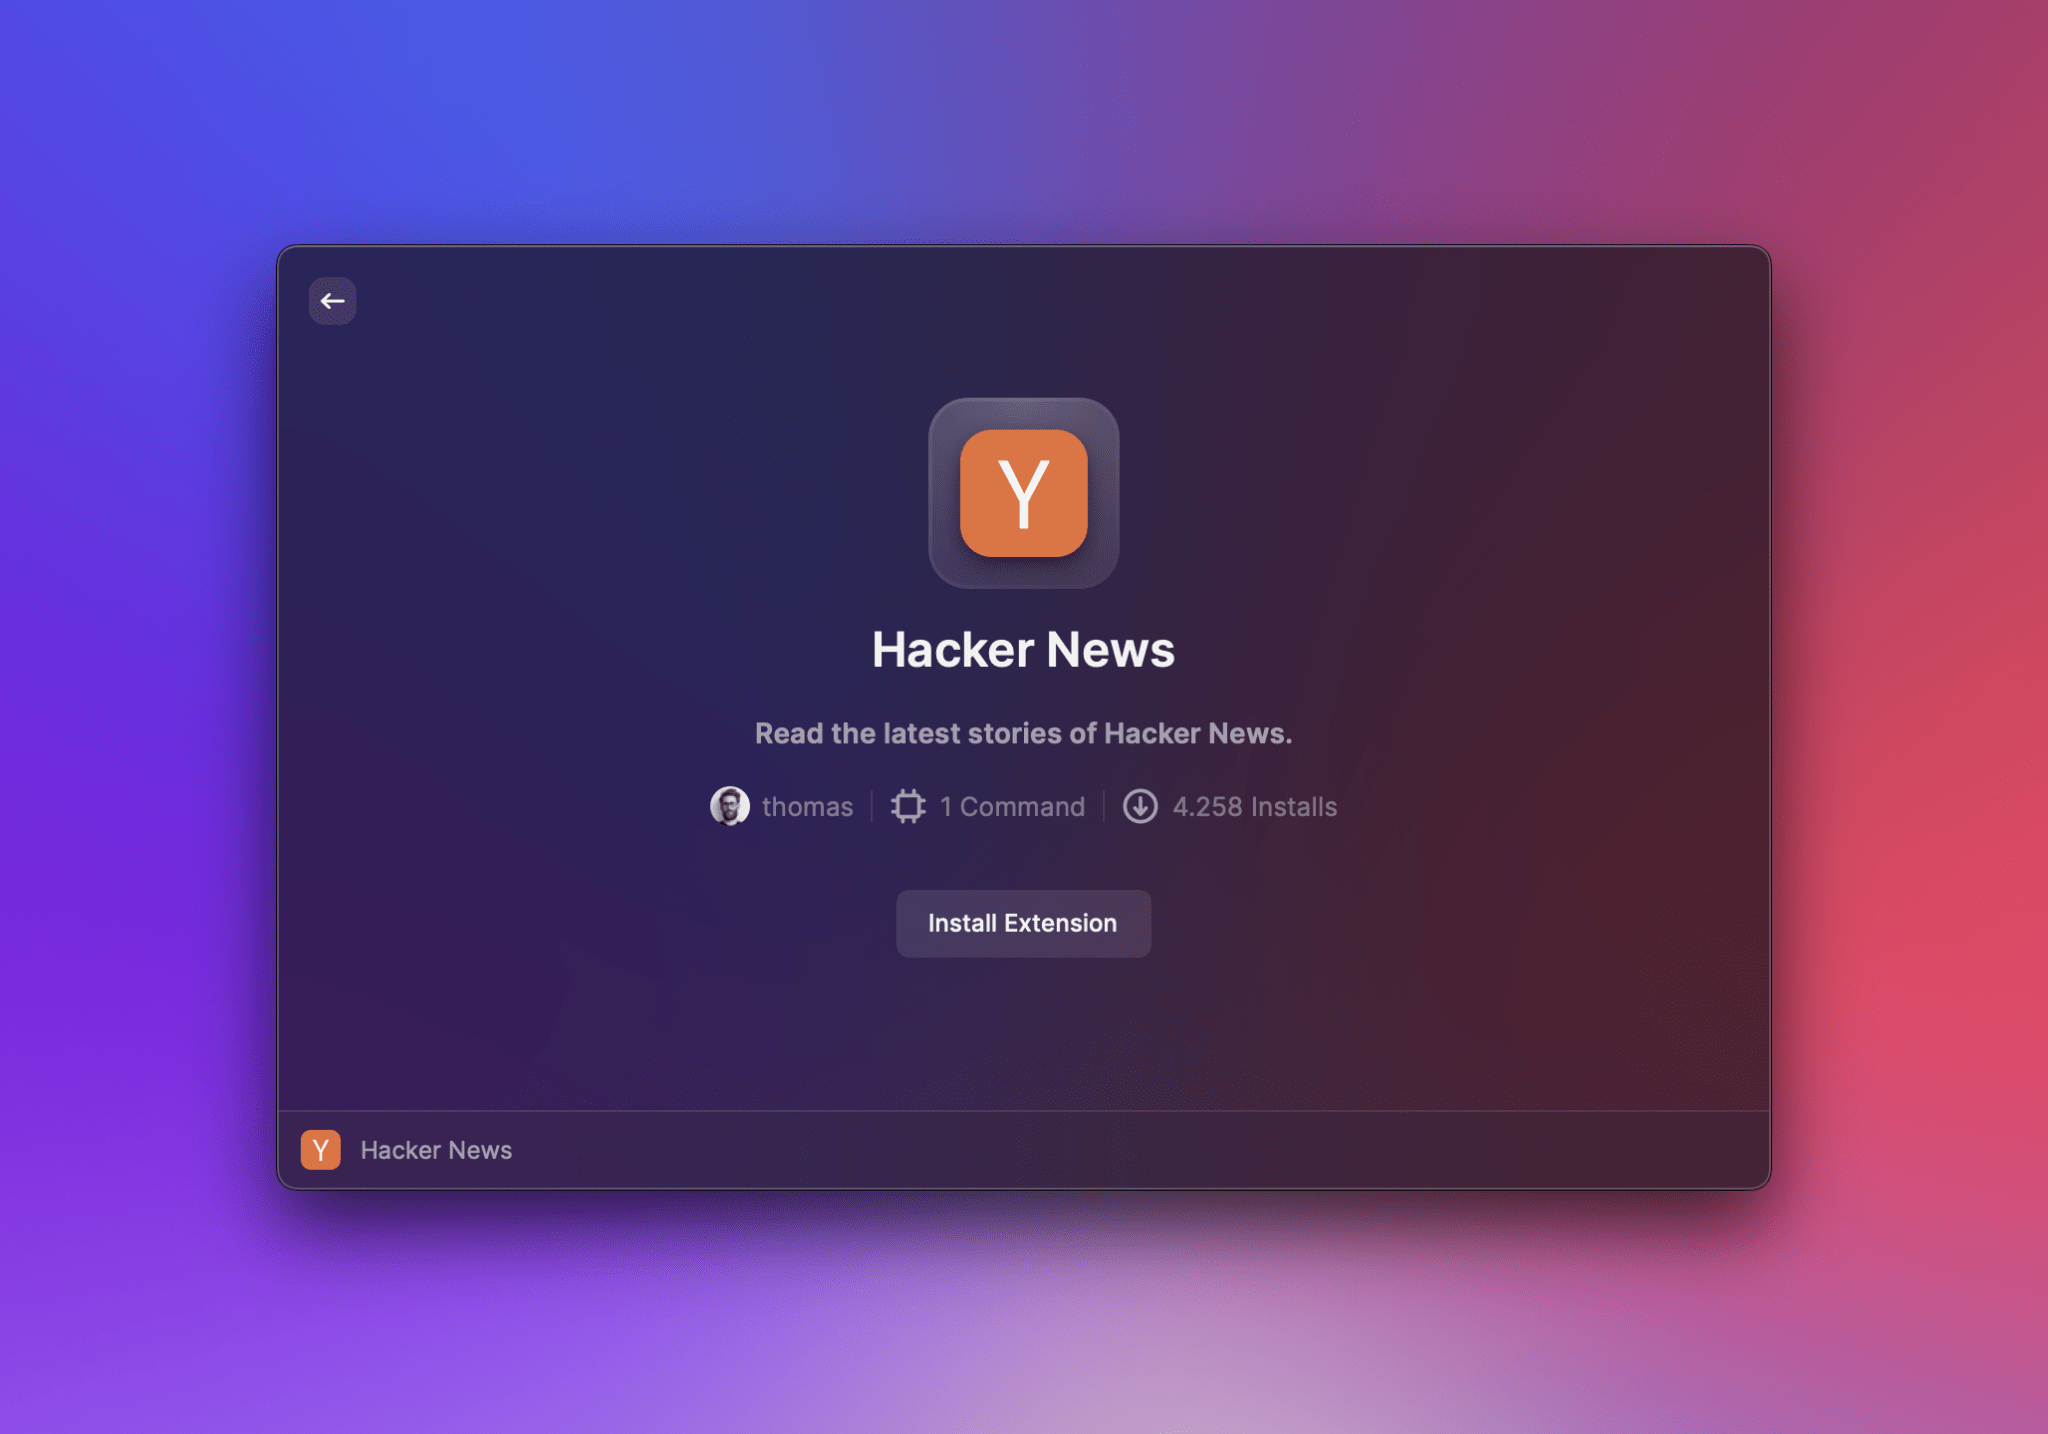 Y
Hacker News
Read the latest stories of Hacker News.
thomas 1 Command 4.258 Installs
Install Extension
Y Hacker News